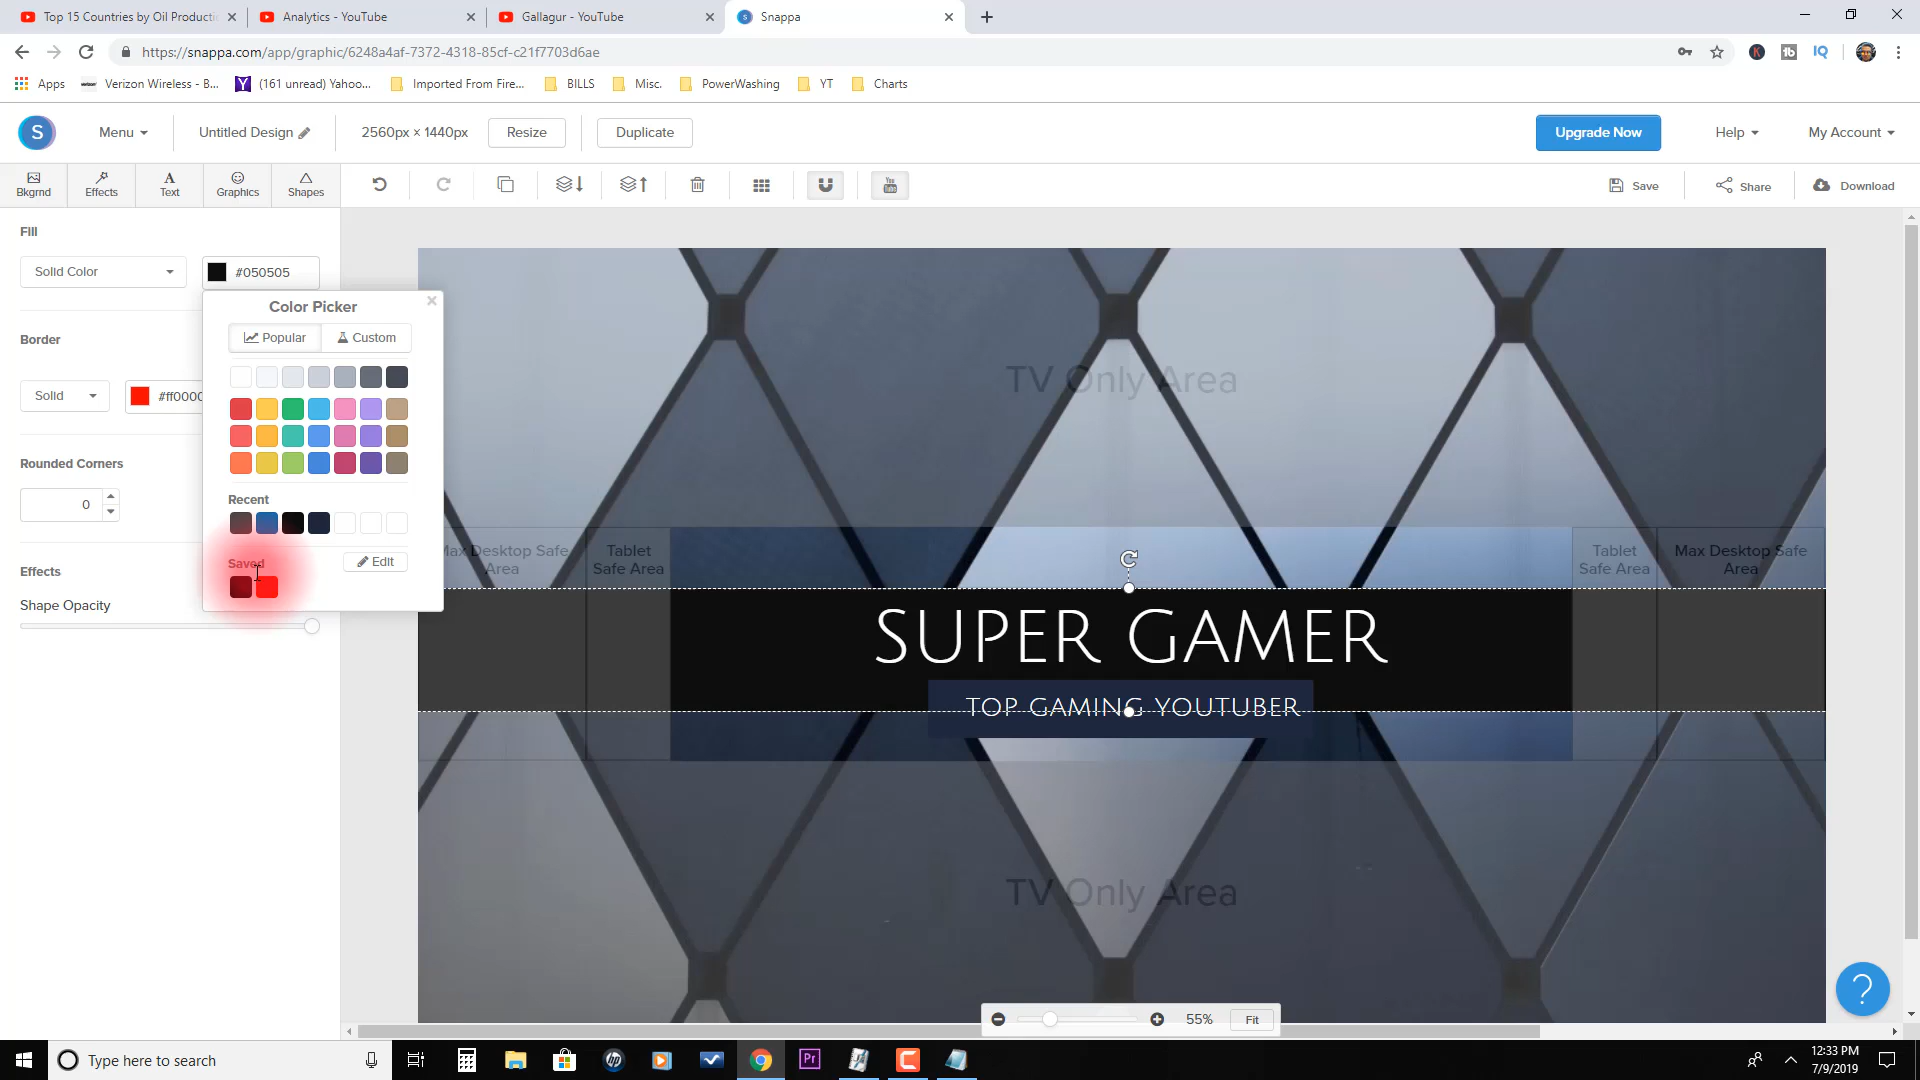 Top 15 Countries by Oil Producti
Analytics - YouTube
Gallagur - YouTube
Snappa
https://snappa.com/app/graphic/6248a4af-7372-4318-85cf-c21f7703d6ae
Apps
Verizon Wireless - B...
(161 unread) Yahoo...
Imported From Fire...
BILLS
Misc.
PowerWashing
YT
Charts
S
Menu
Untitled Design
2560px × 1440px
Resize
Duplicate
Upgrade Now
Help
My Account
Bkgrnd
Effects
Text
Graphics
Shapes
Save
Share
Download
Fill
Solid Color
#050505
Color Picker
Popular
Custom
Border
Solid
#ff0000
Rounded Corners
0
Recent
Saved
Edit
Effects
Shape Opacity
TV Only Area
Max Desktop Safe
Area
Tablet
Safe Area
Tablet
Safe Area
Max Desktop Safe
Area
SUPER GAMER
TOP GAMING YOUTUBER
TV Only Area
55%
Fit
?
Type here to search
12:33 PM
7/9/2019